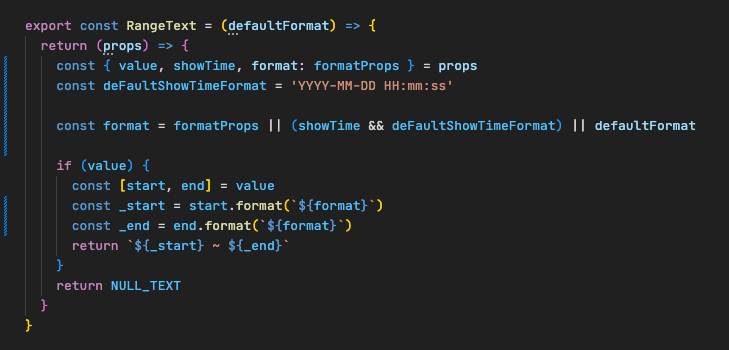 export const RangeText = (defaultFormat) => {
return (props) => {
const { value, showTime, format: formatProps } = props
const deFaultShowTimeFormat = 'YYYY-MM-DD HH:mm:ss'
const format = formatProps || (showTime && deFaultShowTimeFormat) || defaultFormat
if (value) {
const [start, end] = value
const _start = start.format(`${format}`)
const _end = end.format(`${format}`)
return `${_start} ~ ${_end}`
}
return NULL_TEXT
}
}